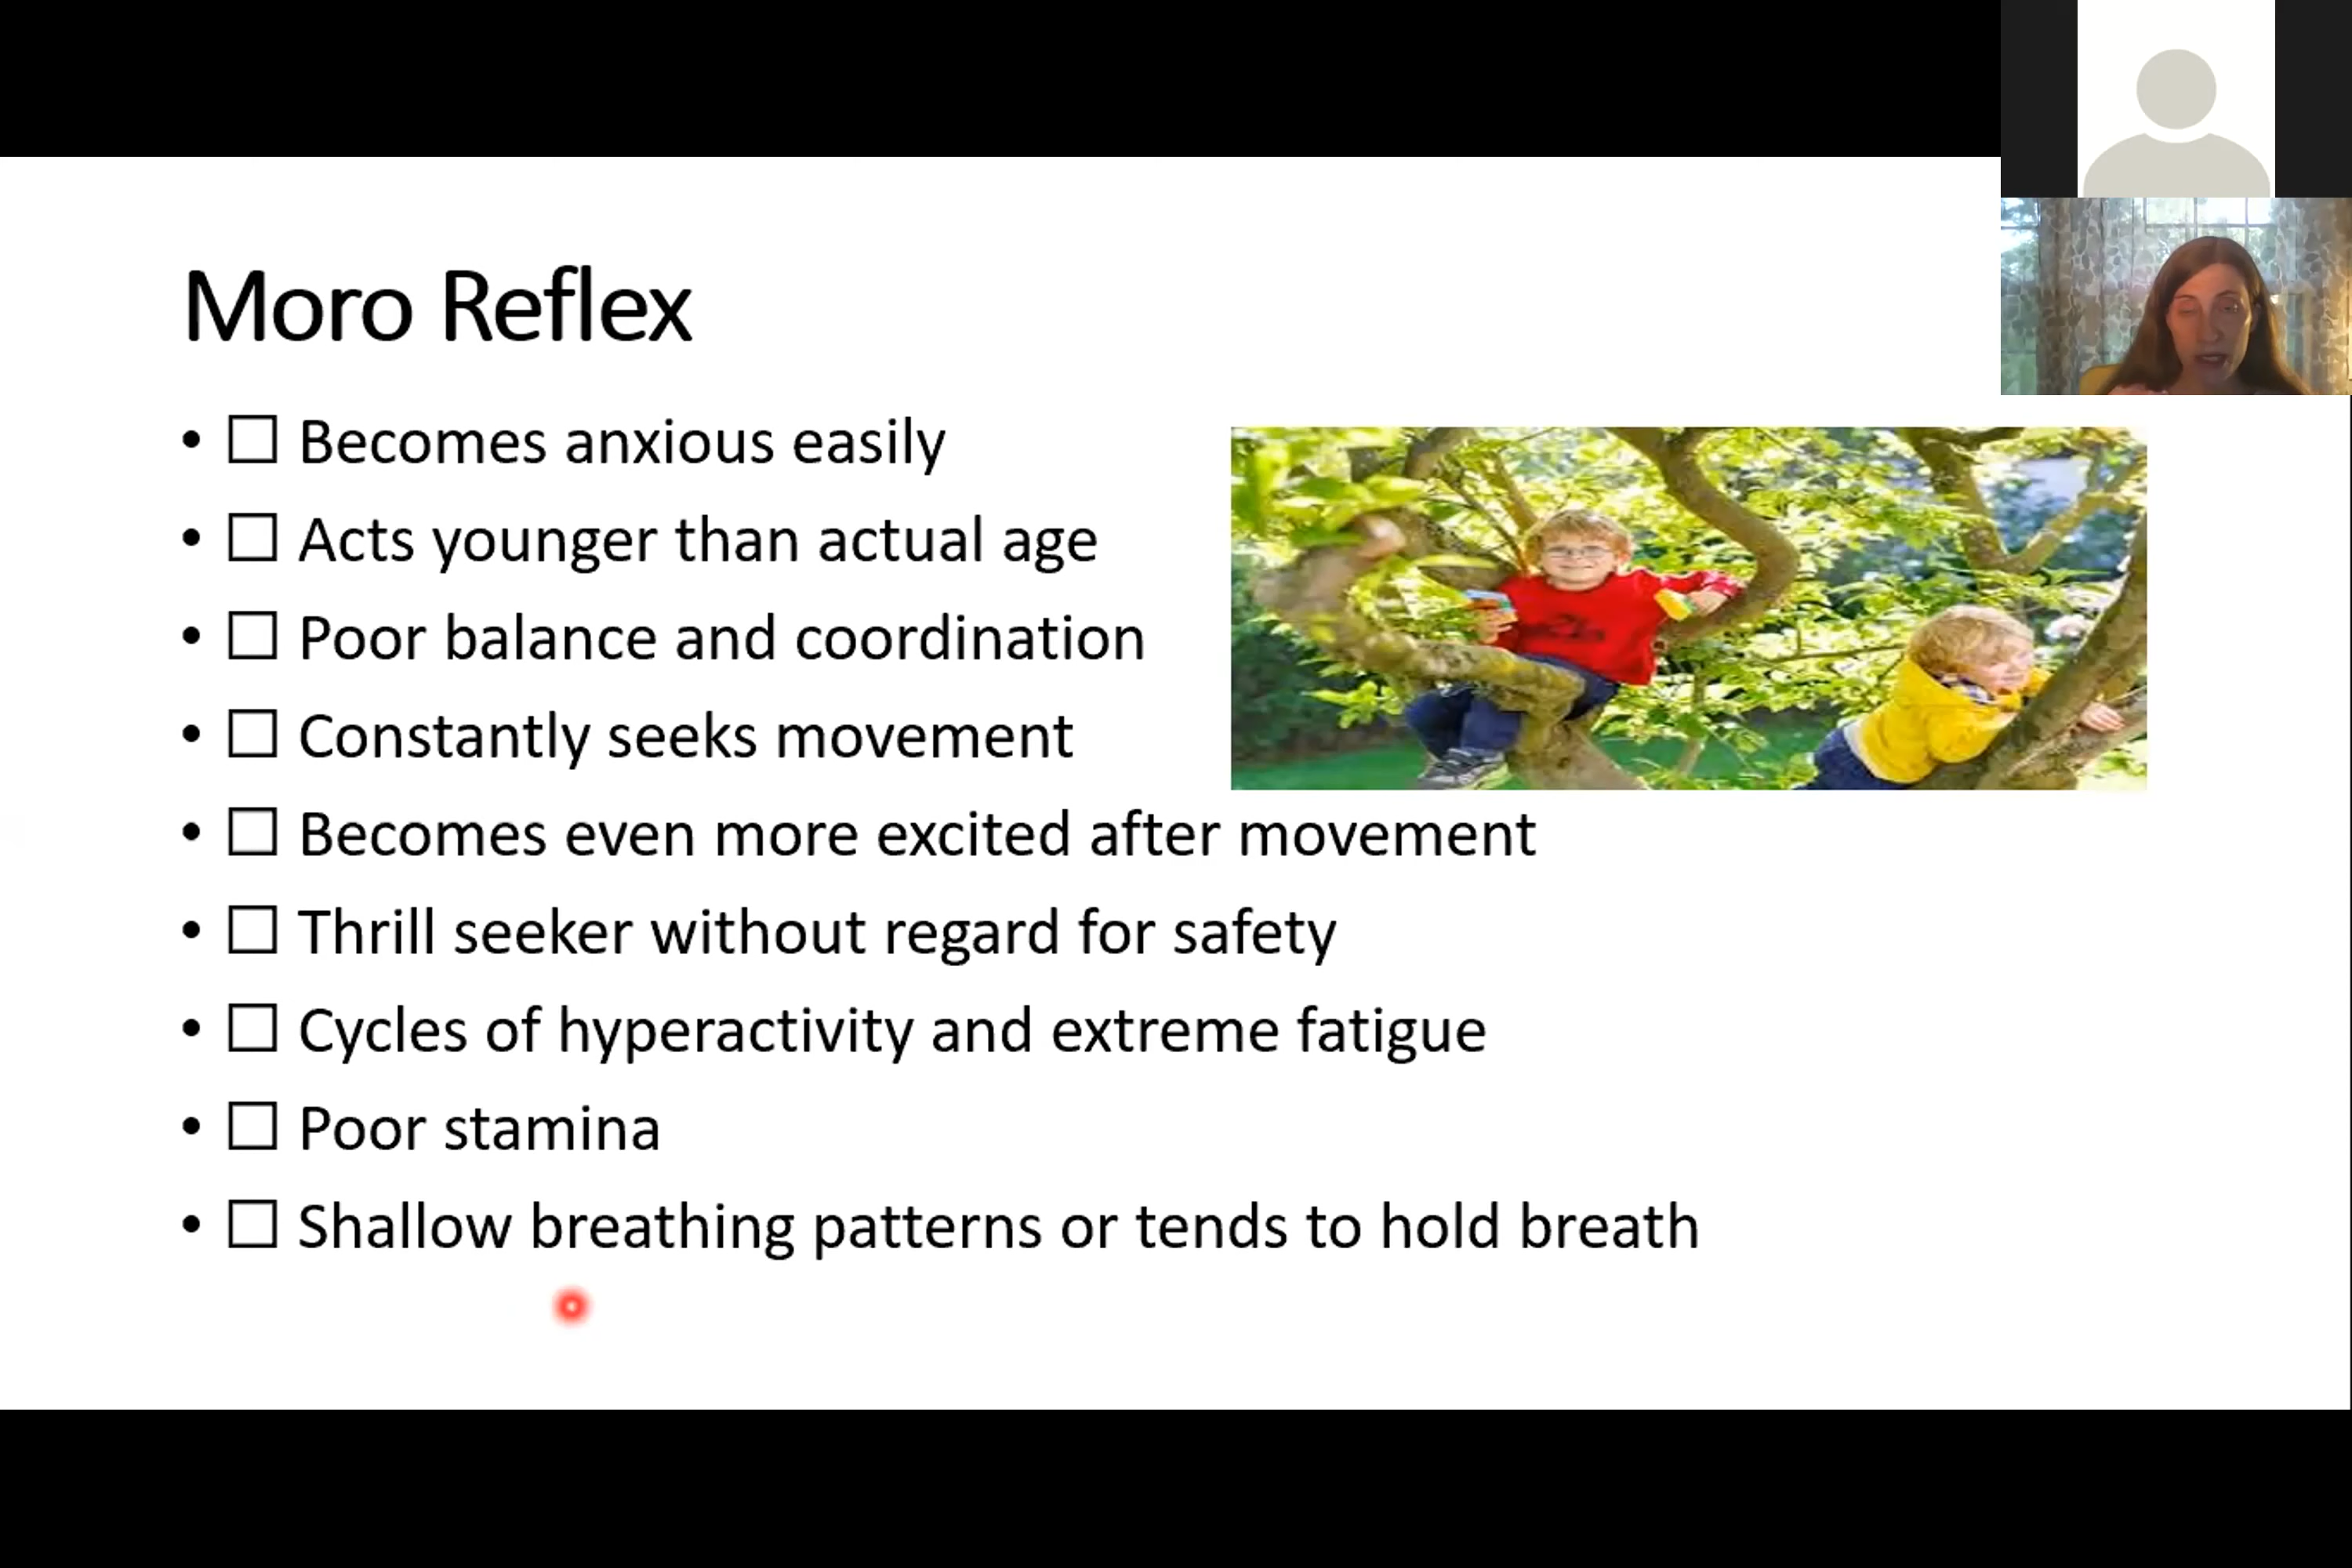 Moro Reflex
• ☐ Becomes anxious easily
• ☐ Acts younger than actual age
• ☐ Poor balance and coordination
• ☐ Constantly seeks movement
• ☐ Becomes even more excited after movement
• ☐ Thrill seeker without regard for safety
• ☐ Cycles of hyperactivity and extreme fatigue
• ☐ Poor stamina
• ☐ Shallow breathing patterns or tends to hold breath